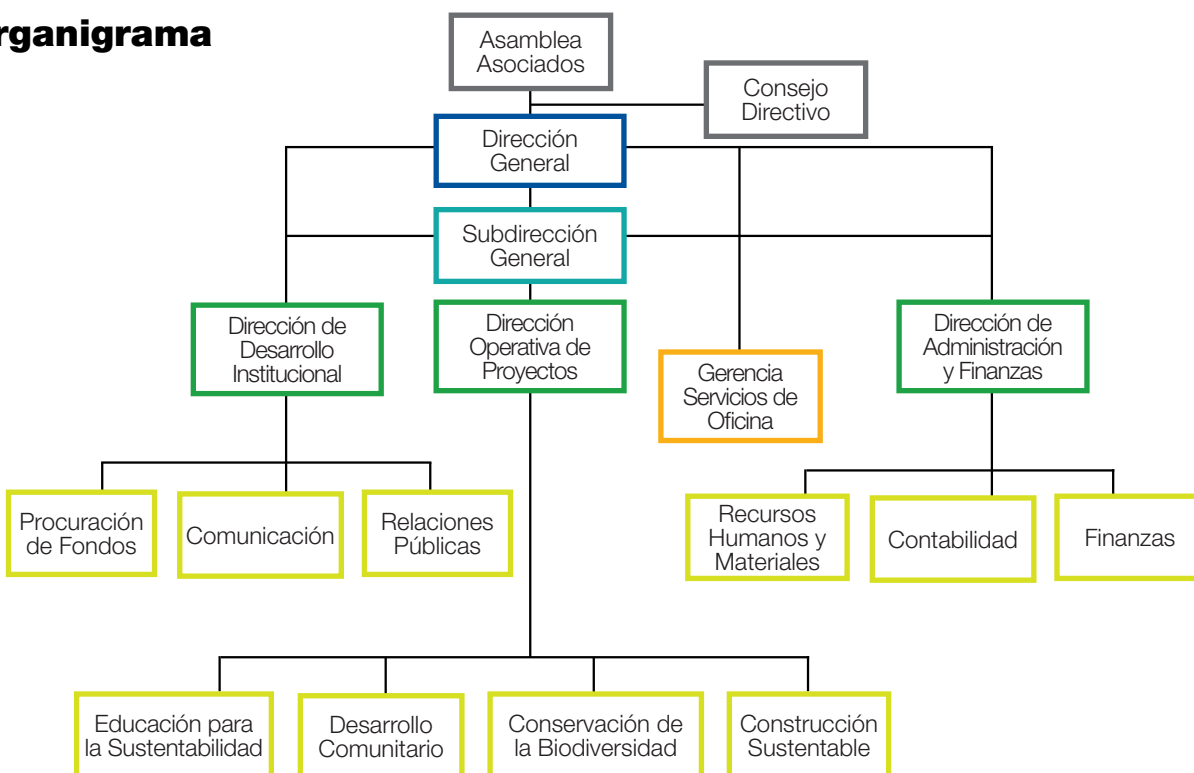 rganigrama
Asamblea
Asociados
Consejo
Directivo
Dirección
General
Subdirección
General
Dirección de
Desarrollo
Institucional
Dirección
Operativa de
Proyectos
Gerencia
Servicios de
Oficina
Dirección de
Administración
y Finanzas
Procuración
de Fondos
Comunicación
Relaciones
Públicas
Recursos
Humanos y
Materiales
Contabilidad
Finanzas
Educación para
la Sustentabilidad
Desarrollo
Comunitario
Conservación de
la Biodiversidad
Construcción
Sustentable